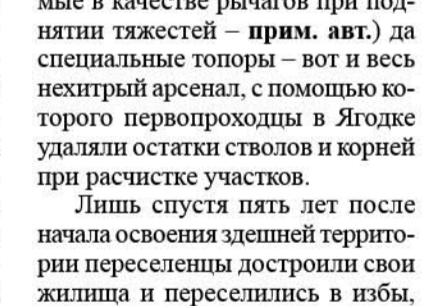 мые в качестве рычагов при под-
нятии тяжестей – прим. авт.) да
специальные топоры – вот и весь
нехитрый арсенал, с помощью ко-
торого первопроходцы в Ягодке
удаляли остатки стволов и корней
при расчистке участков.
Лишь спустя пять лет после
начала освоения здешней террито-
рии переселенцы достроили свои
жилища и переселились в избы,